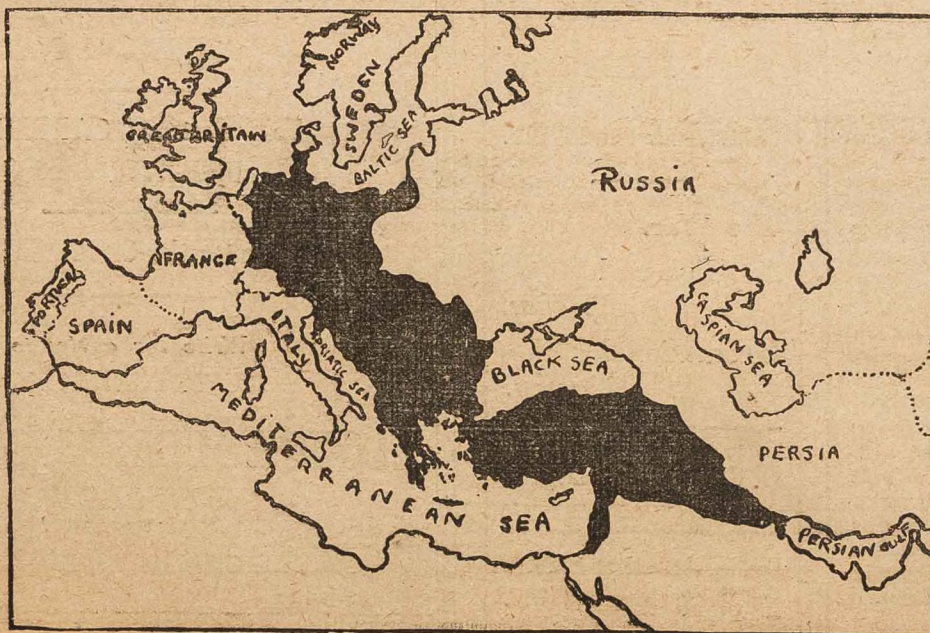 NORWAY
SWEDEN
BALTIC SEA
GREAT BRITAIN
RUSSIA
FRANCE
PORTUGAL
SPAIN
ITALY
ADRIATIC SEA
BLACK SEA
CASPIAN SEA
MEDITERRANEAN SEA
PERSIA
PERSIAN GULF